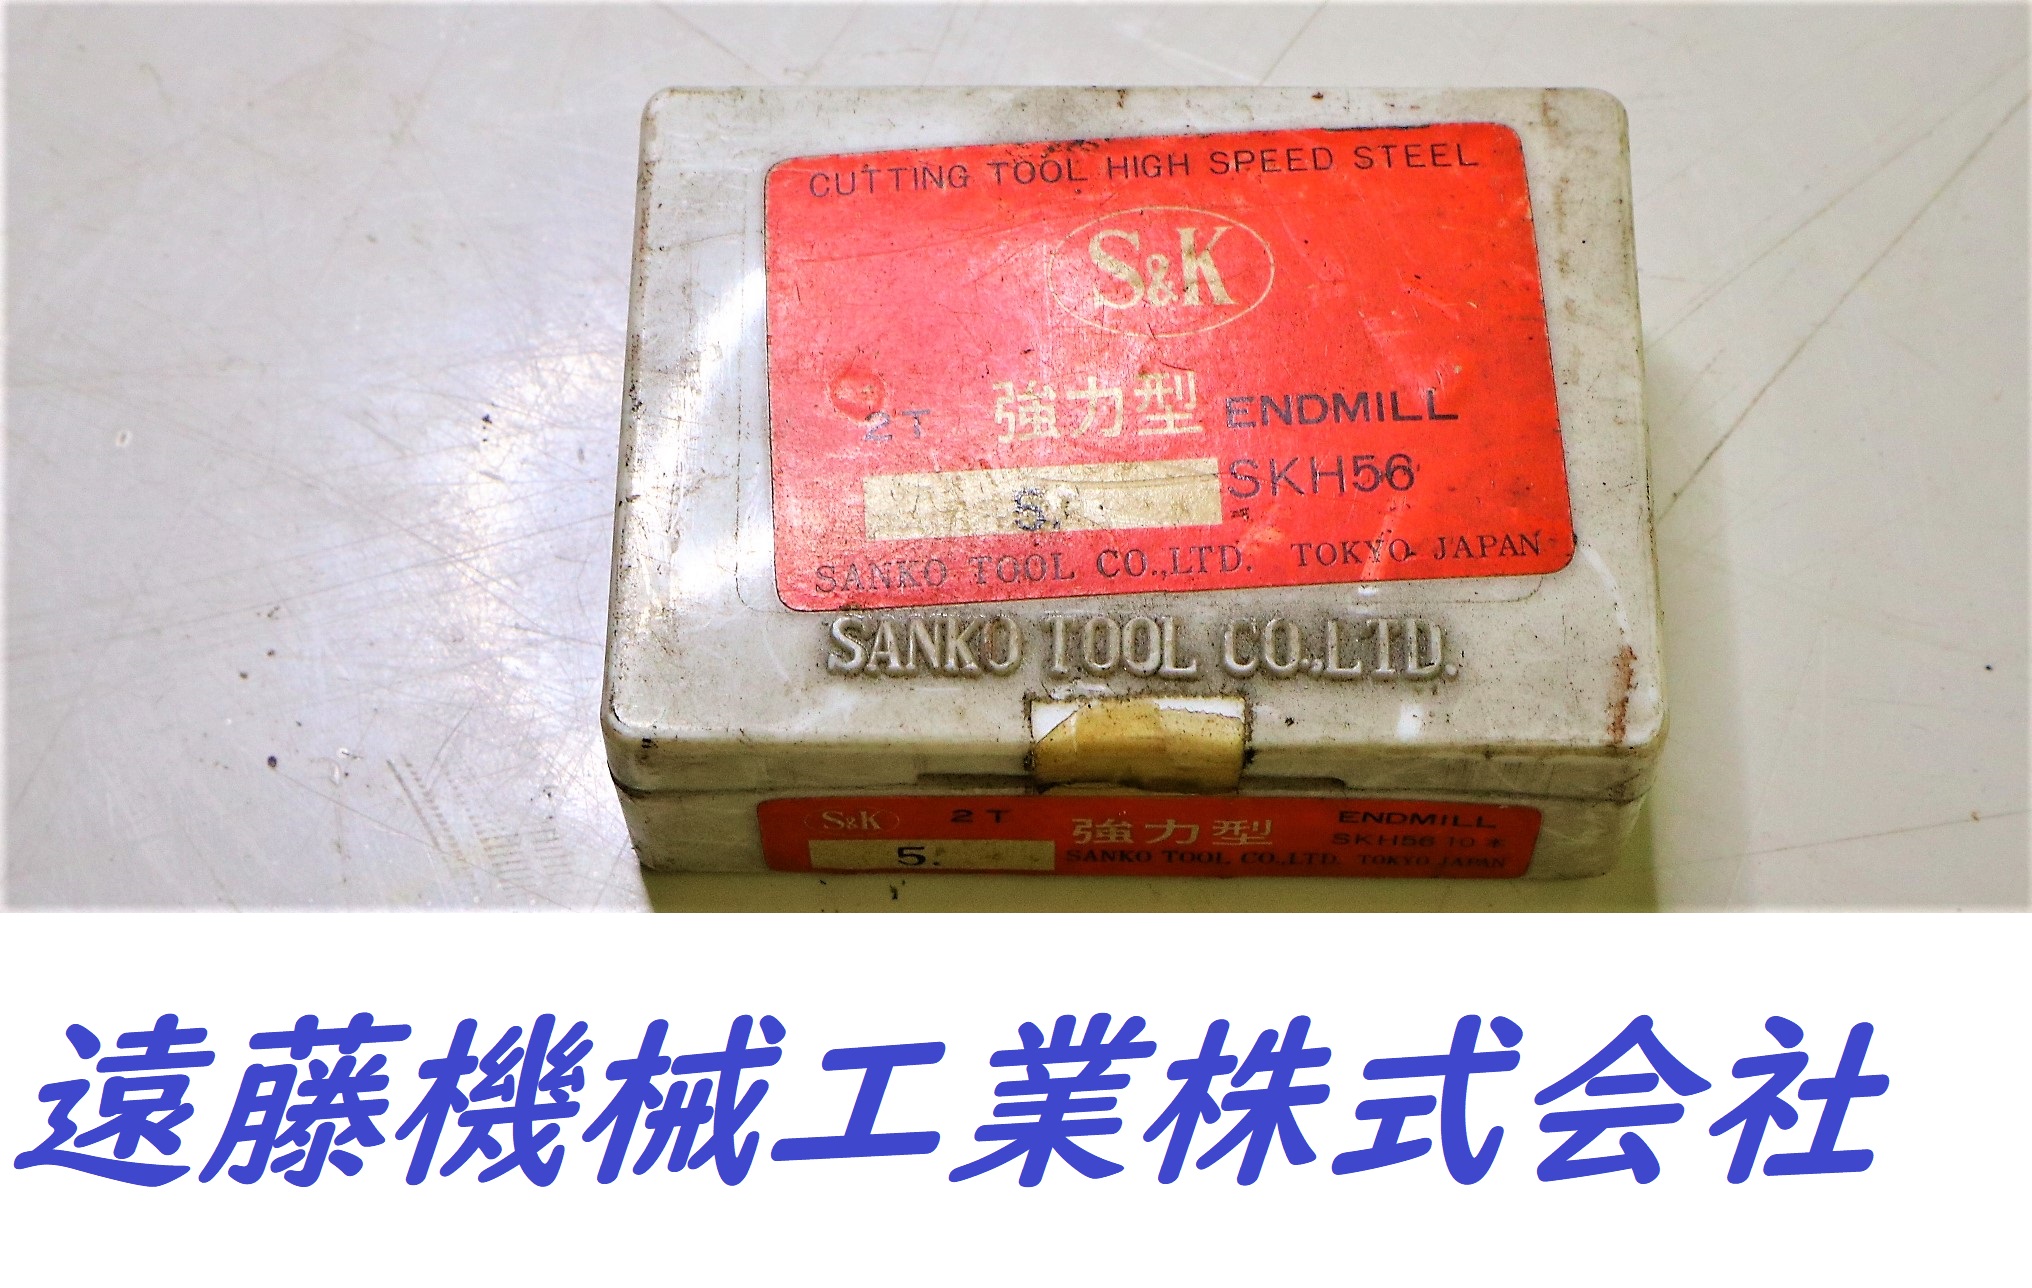 CUTTING TOOL HIGH SPEED STEEL
S&K
2T 強力型 ENDMILL
5. SKH56
SANKO TOOL CO.,LTD. TOKYO JAPAN
SANKO TOOL CO.,LTD.
S&K 2T 強力型 ENDMILL
5. SKH56 10本
SANKO TOOL CO.,LTD. TOKYO JAPAN
遠藤機械工業株式会社